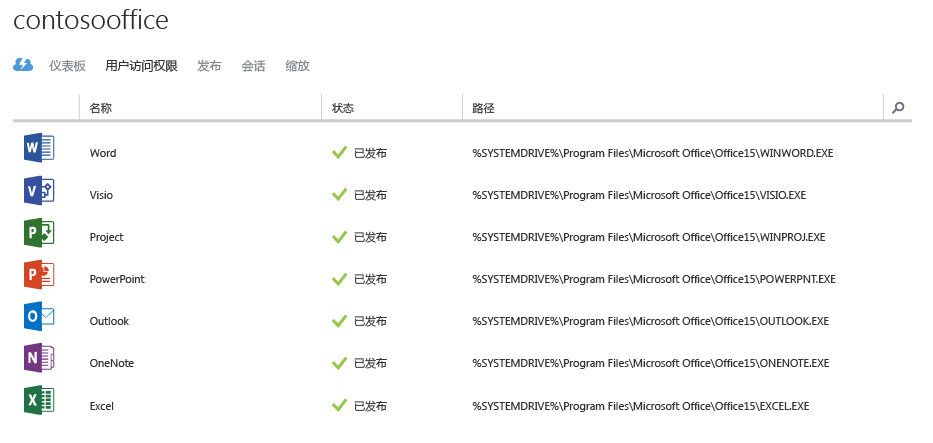 contosooffice
仪表板 用户访问权限 发布 会话 缩放
名称 状态 路径
Word 已发布 %SYSTEMDRIVE%\Program Files\Microsoft Office\Office15\WINWORD.EXE
Visio 已发布 %SYSTEMDRIVE%\Program Files\Microsoft Office\Office15\VISIO.EXE
Project 已发布 %SYSTEMDRIVE%\Program Files\Microsoft Office\Office15\WINPROJ.EXE
PowerPoint 已发布 %SYSTEMDRIVE%\Program Files\Microsoft Office\Office15\POWERPNT.EXE
Outlook 已发布 %SYSTEMDRIVE%\Program Files\Microsoft Office\Office15\OUTLOOK.EXE
OneNote 已发布 %SYSTEMDRIVE%\Program Files\Microsoft Office\Office15\ONENOTE.EXE
Excel 已发布 %SYSTEMDRIVE%\Program Files\Microsoft Office\Office15\EXCEL.EXE